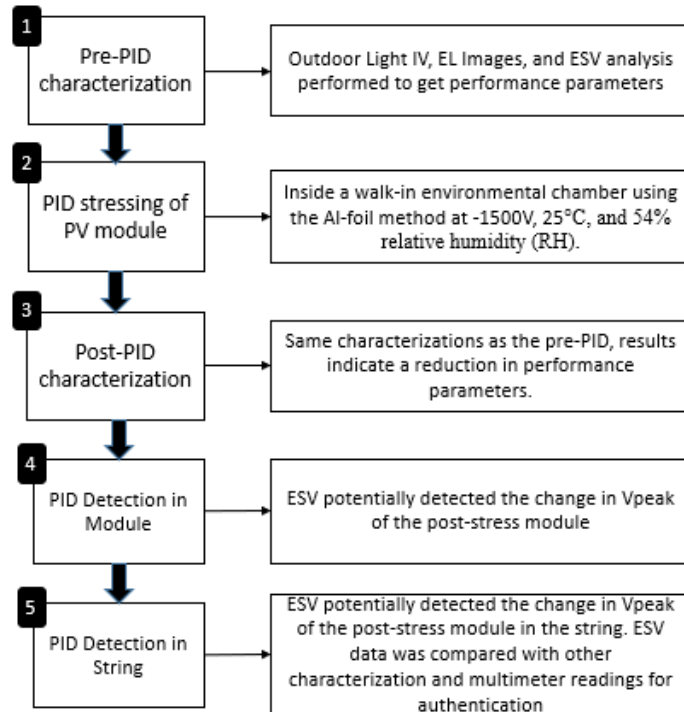 1
Pre-PID
characterization
Outdoor Light IV, EL Images, and ESV analysis
performed to get performance parameters
2
PID stressing of
PV module
Inside a walk-in environmental chamber using
the Al-foil method at -1500V, 25°C, and 54%
relative humidity (RH).
3
Post-PID
characterization
Same characterizations as the pre-PID, results
indicate a reduction in performance
parameters.
4
PID Detection in
Module
ESV potentially detected the change in Vpeak
of the post-stress module
5
PID Detection in
String
ESV potentially detected the change in Vpeak
of the post-stress module in the string. ESV
data was compared with other
characterization and multimeter readings for
authentication